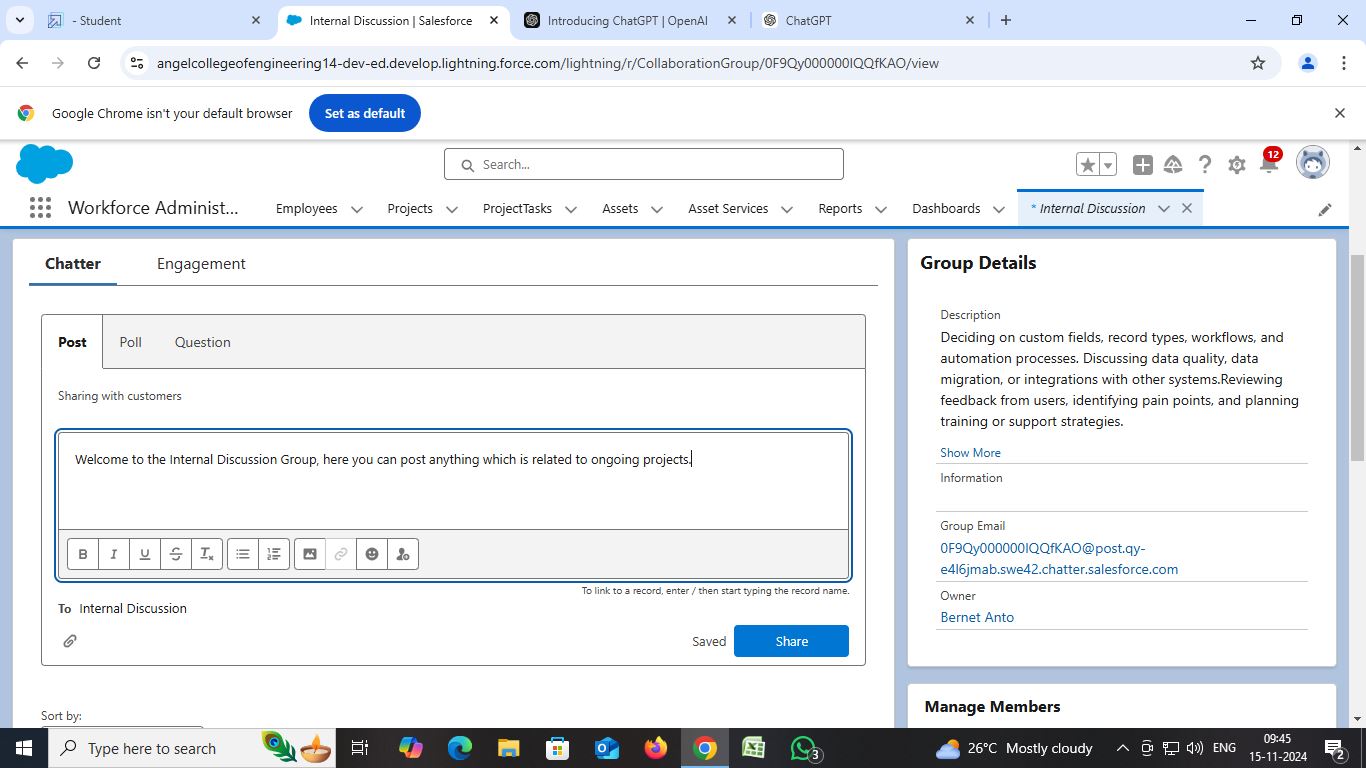 - Student
Internal Discussion | Salesforce
Introducing ChatGPT | OpenAI
ChatGPT
angelcollegeofengineering14-dev-ed.develop.lightning.force.com/lightning/r/CollaborationGroup/0F9Qy000000IQQfKAO/view
Google Chrome isn't your default browser
Set as default
Search...
12
Workforce Administ...
Employees
Projects
ProjectTasks
Assets
Asset Services
Reports
Dashboards
* Internal Discussion
Chatter
Engagement
Post
Poll
Question
Sharing with customers
Welcome to the Internal Discussion Group, here you can post anything which is related to ongoing projects.
B I U S Tx
To link to a record, enter / then start typing the record name.
To Internal Discussion
Saved
Share
Sort by:
Group Details
Description
Deciding on custom fields, record types, workflows, and
automation processes. Discussing data quality, data
migration, or integrations with other systems.Reviewing
feedback from users, identifying pain points, and planning
training or support strategies.
Show More
Information
Group Email
0F9Qy000000IQQfKAO@post.qy-
e4l6jmab.swe42.chatter.salesforce.com
Owner
Bernet Anto
Manage Members
Type here to search
3
26°C Mostly cloudy
ENG
09:45
15-11-2024
2